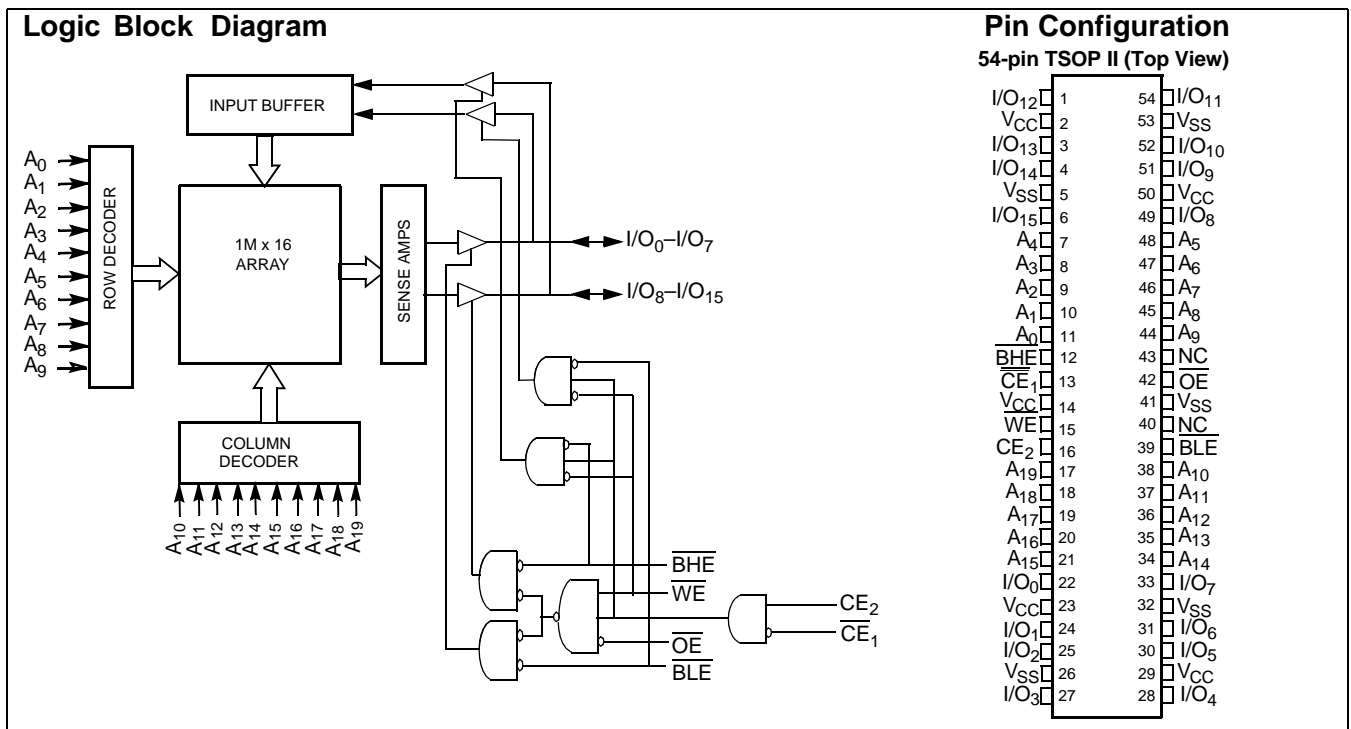 Logic Block Diagram
INPUT BUFFER
A0
A1
A2
A3
A4
A5
A6
A7
A8
A9
ROW DECODER
1M x 16
ARRAY
SENSE AMPS
I/O0–I/O7
I/O8–I/O15
COLUMN
DECODER
A10
A11
A12
A13
A14
A15
A16
A17
A18
A19
BHE
WE
OE
BLE
CE2
CE1
Pin Configuration
54-pin TSOP II (Top View)
I/O12 1 54 I/O11
VCC 2 53 VSS
I/O13 3 52 I/O10
I/O14 4 51 I/O9
VSS 5 50 VCC
I/O15 6 49 I/O8
A4 7 48 A5
A3 8 47 A6
A2 9 46 A7
A1 10 45 A8
A0 11 44 A9
BHE 12 43 NC
CE1 13 42 OE
VCC 14 41 VSS
WE 15 40 NC
CE2 16 39 BLE
A19 17 38 A10
A18 18 37 A11
A17 19 36 A12
A16 20 35 A13
A15 21 34 A14
I/O0 22 33 I/O7
VCC 23 32 VSS
I/O1 24 31 I/O6
I/O2 25 30 I/O5
VSS 26 29 VCC
I/O3 27 28 I/O4